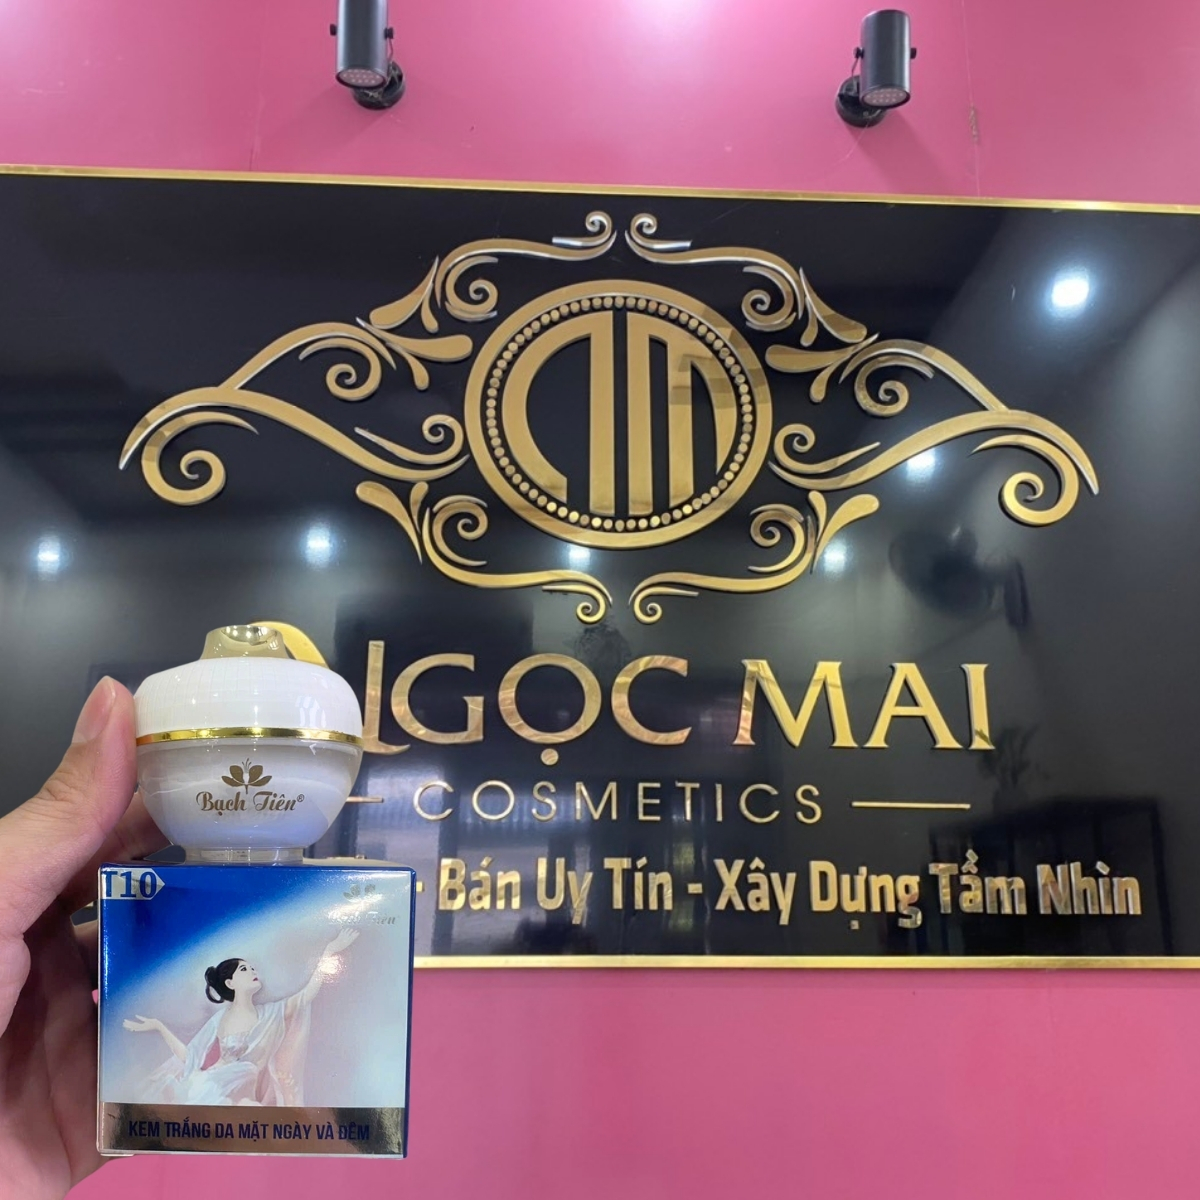 NGỌC MAI
COSMETICS
- Bán Uy Tín - Xây Dựng Tầm Nhìn
Bạch Tiên®
T10
KEM TRẮNG DA MẶT NGÀY VÀ ĐÊM